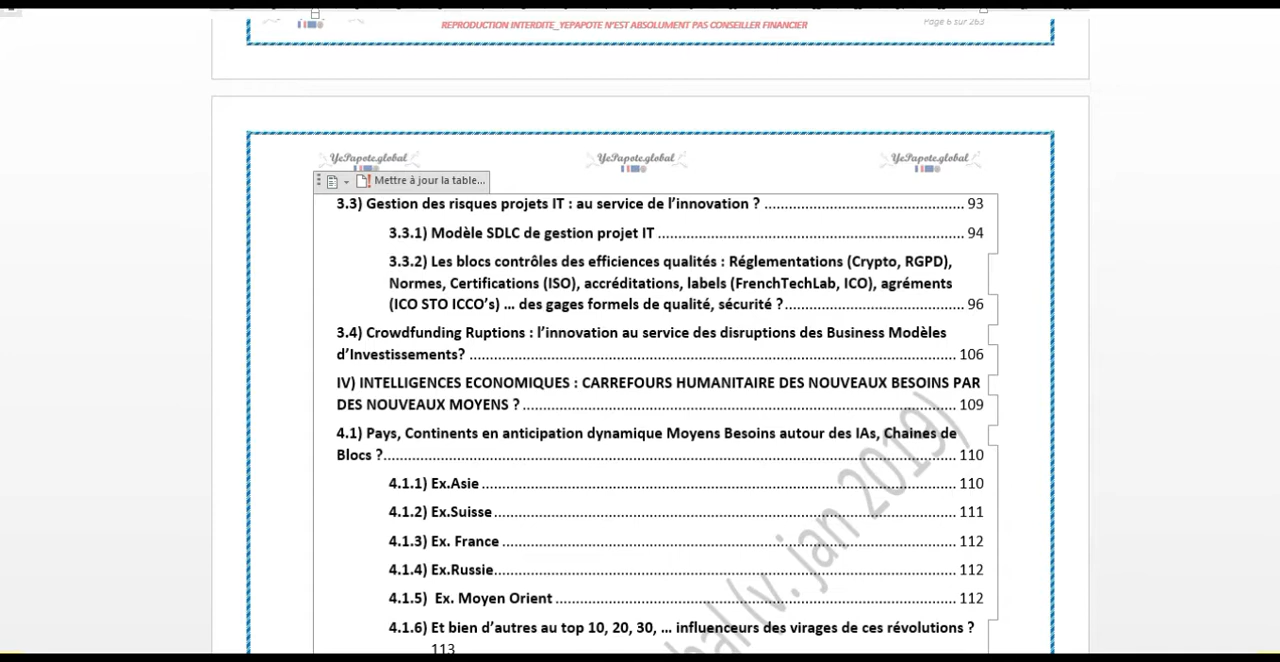 REPRODUCTION INTERDITE_YEPAPOTE N'EST ABSOLUMENT PAS CONSEILLER FINANCIER
Page 6 sur 263
YePapote.global YePapote.global YePapote.global
Mettre à jour la table...
3.3) Gestion des risques projets IT : au service de l’innovation ? 93
3.3.1) Modèle SDLC de gestion projet IT 94
3.3.2) Les blocs contrôles des efficiences qualités : Réglementations (Crypto, RGPD),
Normes, Certifications (ISO), accréditations, labels (FrenchTechLab, ICO), agréments
(ICO STO ICCO’s) … des gages formels de qualité, sécurité ? 96
3.4) Crowdfunding Ruptions : l’innovation au service des disruptions des Business Modèles
d’Investissements? 106
IV) INTELLIGENCES ECONOMIQUES : CARREFOURS HUMANITAIRE DES NOUVEAUX BESOINS PAR
DES NOUVEAUX MOYENS ? 109
4.1) Pays, Continents en anticipation dynamique Moyens Besoins autour des IAs, Chaines de
Blocs ? 110
4.1.1) Ex.Asie 110
4.1.2) Ex.Suisse 111
4.1.3) Ex. France 112
4.1.4) Ex.Russie 112
4.1.5) Ex. Moyen Orient 112
4.1.6) Et bien d’autres au top 10, 20, 30, … influenceurs des virages de ces révolutions ?
113
bal (v. jan 2019)